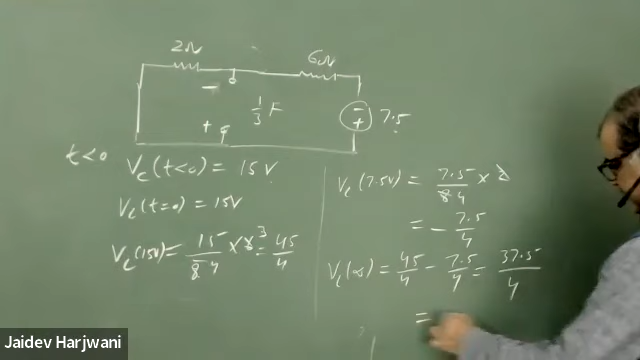 2Ω 6Ω
- -
1/3 F + 7.5
+
t<0 Vc(t<0) = 15V
Vc(t=0) = 15V
Vc(15V) = 15/8 4 × 6 3 = 45/4
Vc(7.5V) = 7.5/8 4 × 2
= - 7.5/4
Vc(∞) = 45/4 - 7.5/4 = 37.5/4
=
Jaidev Harjwani